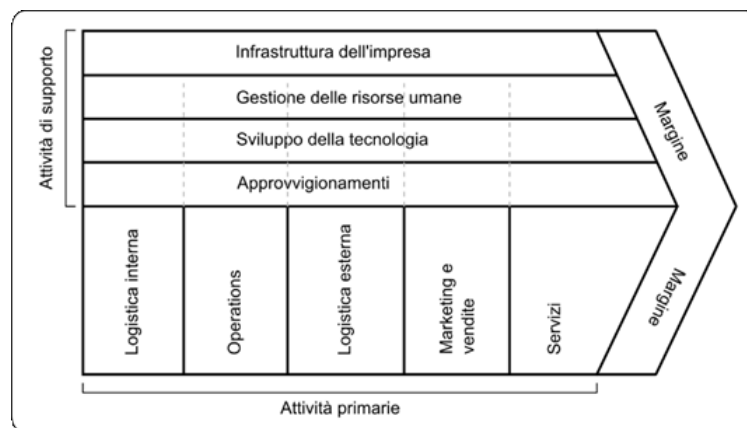 Attività di supporto
Infrastruttura dell'impresa
Gestione delle risorse umane
Sviluppo della tecnologia
Approvvigionamenti
Margine
Logistica interna
Operations
Logistica esterna
Marketing e
vendite
Servizi
Margine
Attività primarie